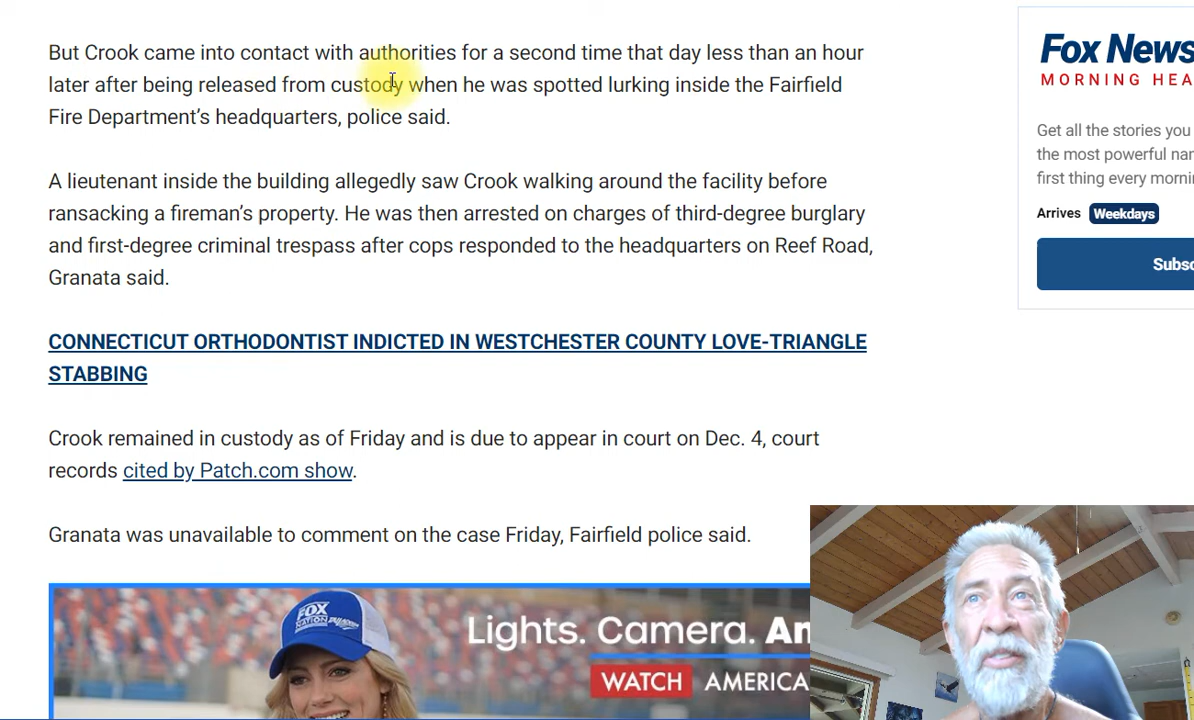 But Crook came into contact with authorities for a second time that day less than an hour
later after being released from custody when he was spotted lurking inside the Fairfield
Fire Department’s headquarters, police said.
A lieutenant inside the building allegedly saw Crook walking around the facility before
ransacking a fireman’s property. He was then arrested on charges of third-degree burglary
and first-degree criminal trespass after cops responded to the headquarters on Reef Road,
Granata said.
CONNECTICUT ORTHODONTIST INDICTED IN WESTCHESTER COUNTY LOVE-TRIANGLE
STABBING
Crook remained in custody as of Friday and is due to appear in court on Dec. 4, court
records cited by Patch.com show.
Granata was unavailable to comment on the case Friday, Fairfield police said.
FOX
NATION
Lights. Camera. An
WATCH AMERICA
Fox News
MORNING HEA
Get all the stories you
the most powerful nar
first thing every morni
Arrives Weekdays
Subsc